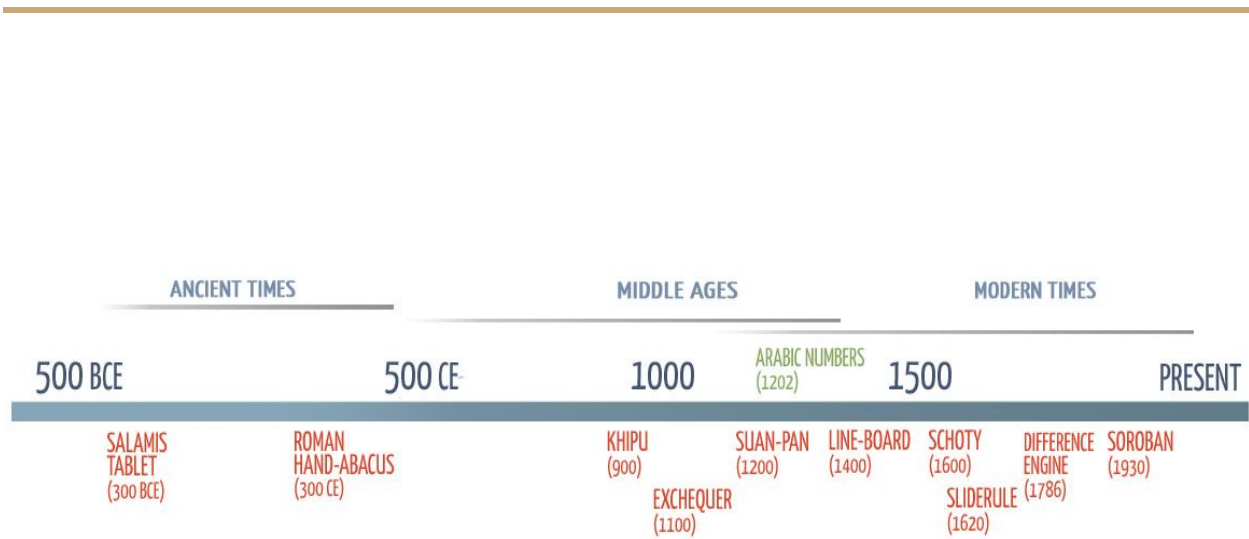 ANCIENT TIMES
MIDDLE AGES
MODERN TIMES
500 BCE
500 CE
1000
ARABIC NUMBERS
(1202)
1500
PRESENT
SALAMIS
TABLET
(300 BCE)
ROMAN
HAND-ABACUS
(300 CE)
KHIPU
(900)
EXCHEQUER
(1100)
SUAN-PAN
(1200)
LINE-BOARD
(1400)
SCHOTY
(1600)
SLIDERULE
(1620)
DIFFERENCE
ENGINE
(1786)
SOROBAN
(1930)